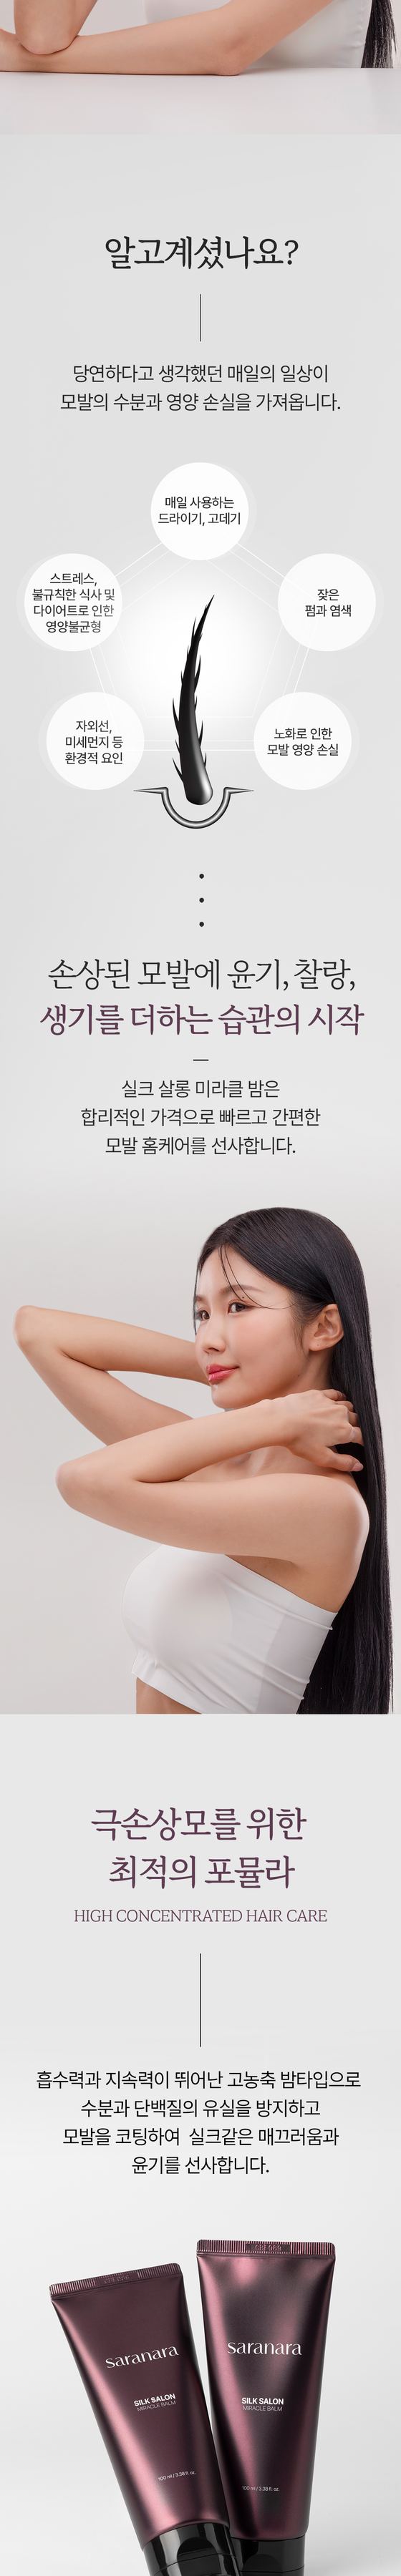 알고계셨나요?
당연하다고 생각했던 매일의 일상이
모발의 수분과 영양 손실을 가져옵니다.
매일 사용하는
드라이기, 고데기
스트레스,
불규칙한 식사 및
다이어트로 인한
영양불균형
잦은
펌과 염색
자외선,
미세먼지 등
환경적 요인
노화로 인한
모발 영양 손실
손상된 모발에 윤기, 찰랑,
생기를 더하는 습관의 시작
실크 살롱 미라클 밤은
합리적인 가격으로 빠르고 간편한
모발 홈케어를 선사합니다.
극손상모를 위한
최적의 포뮬라
HIGH CONCENTRATED HAIR CARE
흡수력과 지속력이 뛰어난 고농축 밤타입으로
수분과 단백질의 유실을 방지하고
모발을 코팅하여 실크같은 매끄러움과
윤기를 선사합니다.
saranara
SILK SALON
MIRACLE BALM
100 ml / 3.38 fl. oz.
saranara
SILK SALON
MIRACLE BALM
100 ml / 3.38 fl. oz.